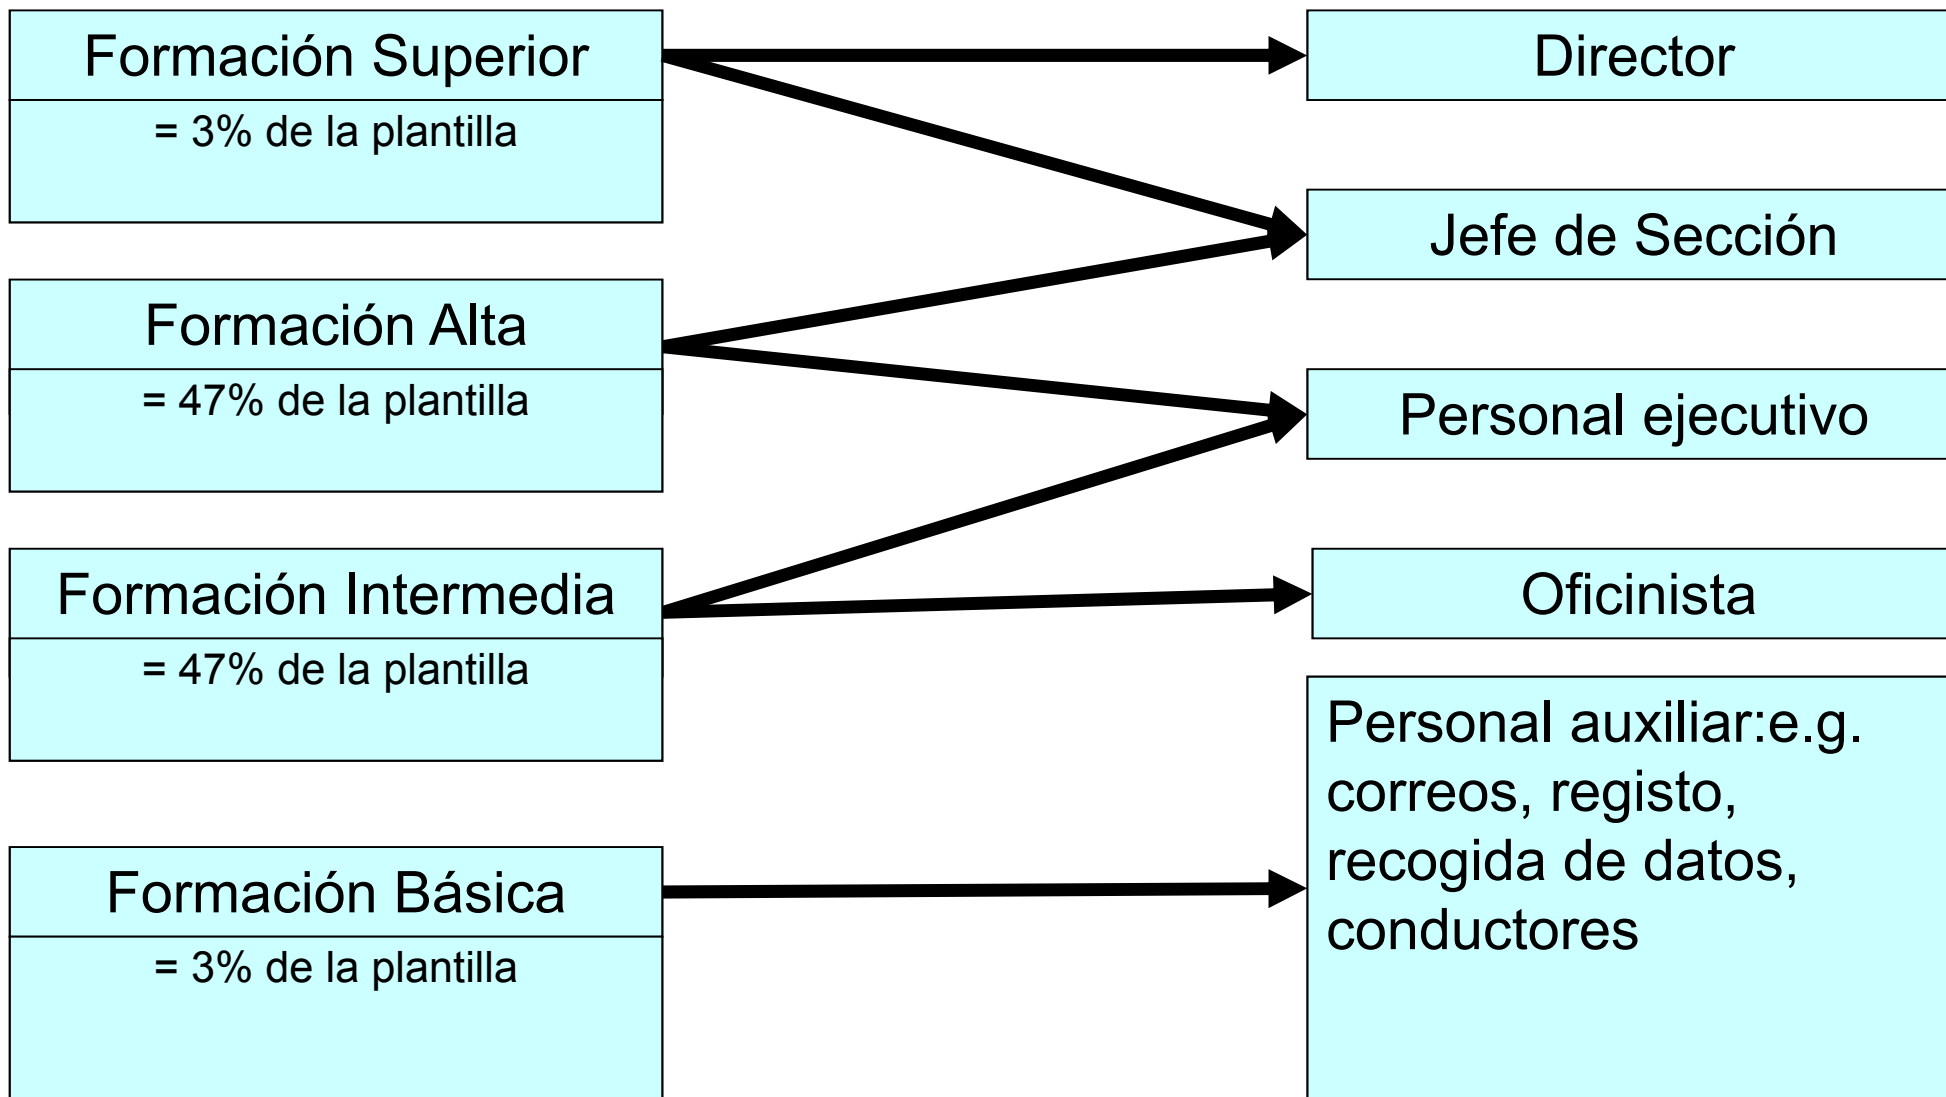 Formación Superior
= 3% de la plantilla
Formación Alta
= 47% de la plantilla
Formación Intermedia
= 47% de la plantilla
Formación Básica
= 3% de la plantilla
Director
Jefe de Sección
Personal ejecutivo
Oficinista
Personal auxiliar:e.g.
correos, registo,
recogida de datos,
conductores